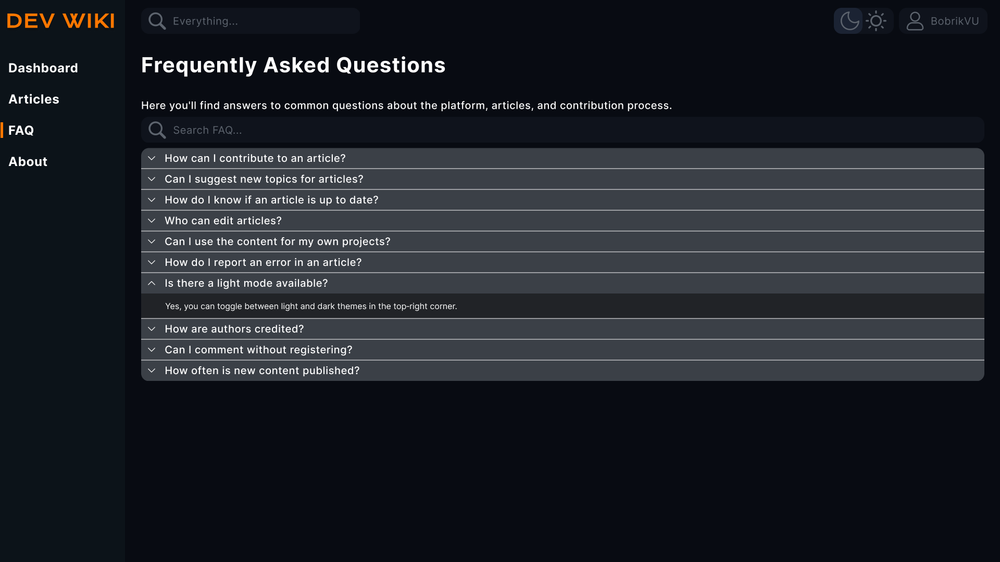 DEV WIKI
Everything...
BobrikVU
Dashboard
Articles
FAQ
About
Frequently Asked Questions
Here you'll find answers to common questions about the platform, articles, and contribution process.
Search FAQ...
How can I contribute to an article?
Can I suggest new topics for articles?
How do I know if an article is up to date?
Who can edit articles?
Can I use the content for my own projects?
How do I report an error in an article?
Is there a light mode available?
Yes, you can toggle between light and dark themes in the top-right corner.
How are authors credited?
Can I comment without registering?
How often is new content published?